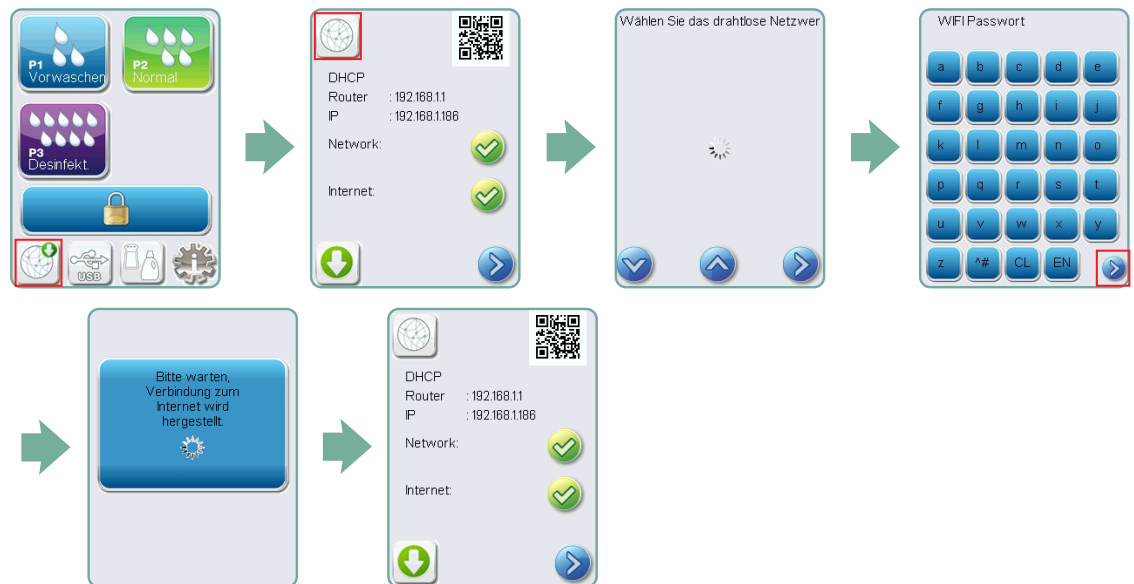 P1
Vorwaschen
P2
Normal
P3
Desinfekt.
USB
DHCP
Router : 192.168.1.1
IP : 192.168.1.186
Network:
Internet:
Wählen Sie das drahtlose Netzwer
WIFI Passwort
a b c d e
f g h i j
k l m n o
p q r s t
u v w x y
z ^# CL EN
Bitte warten,
Verbindung zum
Internet wird
hergestellt.
DHCP
Router : 192.168.1.1
IP : 192.168.1.186
Network:
Internet: